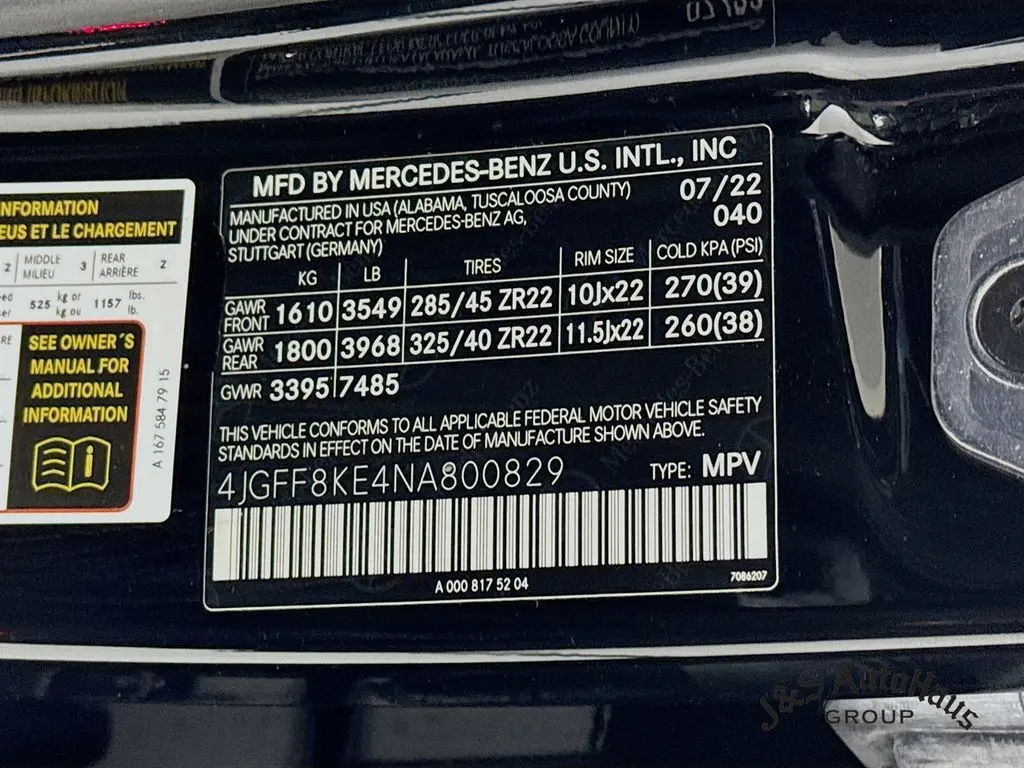 INFORMATION
EUS ET LE CHARGEMENT
2 MIDDLE MILIEU 3 REAR ARRIÈRE 2
525 kg or kg ou 1157 lbs. lb.
SEE OWNER´S
MANUAL FOR
ADDITIONAL
INFORMATION
A 167 584 79 15
MFD BY MERCEDES-BENZ U.S. INTL., INC
MANUFACTURED IN USA (ALABAMA, TUSCALOOSA COUNTY) 07/22
UNDER CONTRACT FOR MERCEDES-BENZ AG, 040
STUTTGART (GERMANY)
KG LB TIRES RIM SIZE COLD KPA (PSI)
GAWR FRONT 1610 3549 285/45 ZR22 10Jx22 270(39)
GAWR REAR 1800 3968 325/40 ZR22 11.5Jx22 260(38)
GVWR 3395 7485
THIS VEHICLE CONFORMS TO ALL APPLICABLE FEDERAL MOTOR VEHICLE SAFETY
STANDARDS IN EFFECT ON THE DATE OF MANUFACTURE SHOWN ABOVE.
4JGFF8KE4NA800829 TYPE: MPV
A 000 817 52 04
7086207
J&S AutoHaus
GROUP